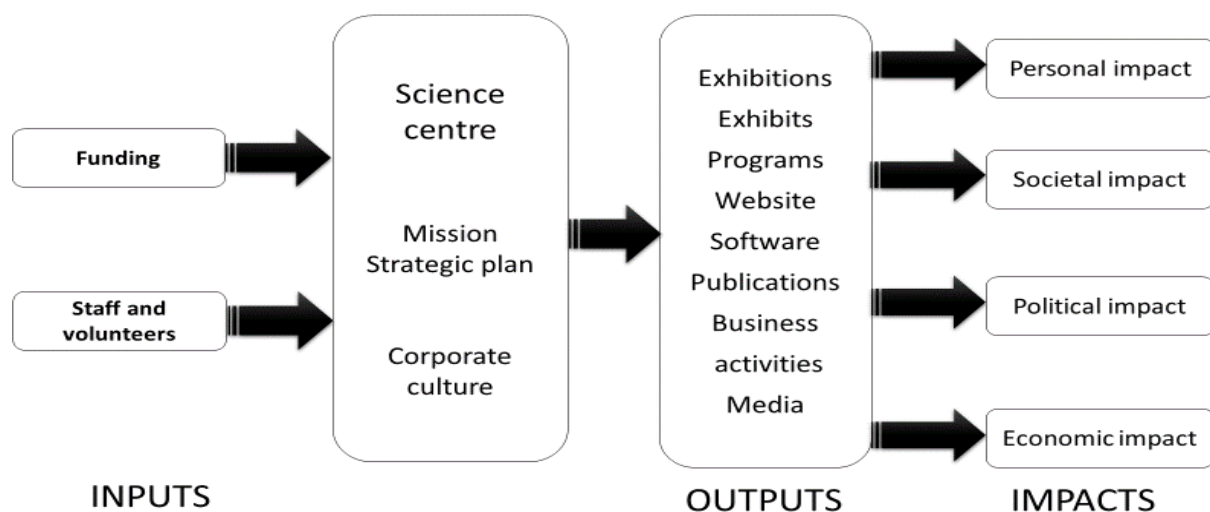 Funding
Staff and
volunteers
Science
centre
Mission
Strategic plan
Corporate
culture
Exhibitions
Exhibits
Programs
Website
Software
Publications
Business
activities
Media
Personal impact
Societal impact
Political impact
Economic impact
INPUTS
OUTPUTS
IMPACTS